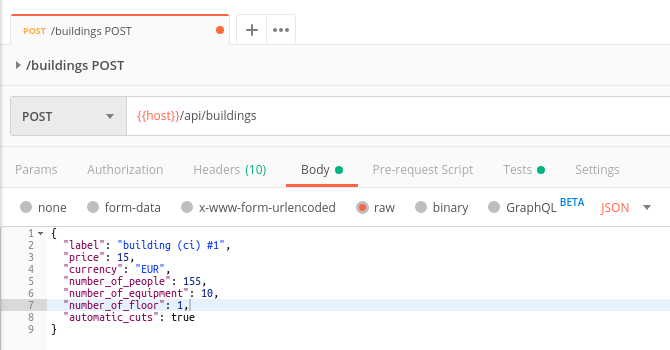 POST /buildings POST
/buildings POST
POST {{host}}/api/buildings
Params Authorization Headers (10) Body Pre-request Script Tests Settings
none form-data x-www-form-urlencoded raw binary GraphQL BETA JSON
1 {
2 "label": "building (ci) #1",
3 "price": 15,
4 "currency": "EUR",
5 "number_of_people": 155,
6 "number_of_equipment": 10,
7 "number_of_floor": 1,
8 "automatic_cuts": true
9 }